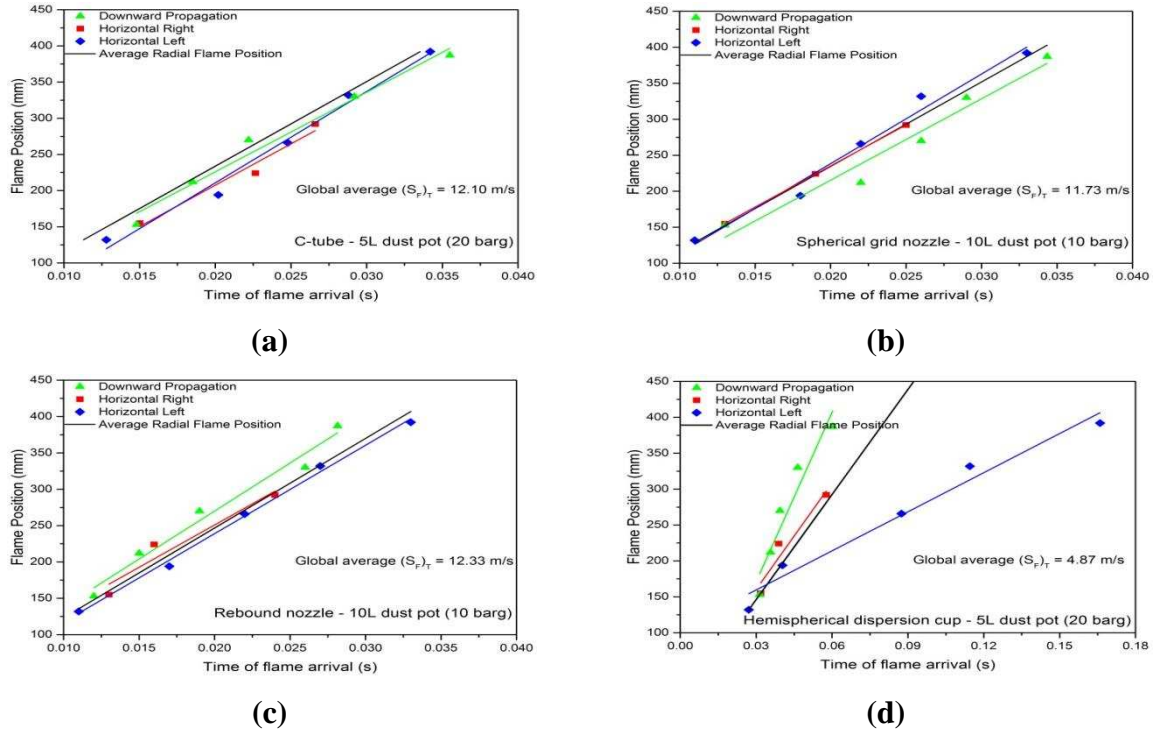 Downward Propagation
Horizontal Right
Horizontal Left
Average Radial Flame Position
450
400
350
300
250
200
150
100
Flame Position (mm)
Global average (S_F)_T = 12.10 m/s
C-tube - 5L dust pot (20 barg)
0.010 0.015 0.020 0.025 0.030 0.035 0.040
Time of flame arrival (s)
(a)
Downward Propagation
Horizontal Right
Horizontal Left
Average Radial Flame Position
450
400
350
300
250
200
150
100
Flame Position (mm)
Global average (S_F)_T = 11.73 m/s
Spherical grid nozzle - 10L dust pot (10 barg)
0.010 0.015 0.020 0.025 0.030 0.035 0.040
Time of flame arrival (s)
(b)
Downward Propagation
Horizontal Right
Horizontal Left
Average Radial Flame Position
450
400
350
300
250
200
150
100
Flame Position (mm)
Global average (S_F)_T = 12.33 m/s
Rebound nozzle - 10L dust pot (10 barg)
0.010 0.015 0.020 0.025 0.030 0.035 0.040
Time of flame arrival (s)
(c)
Downward Propagation
Horizontal Right
Horizontal Left
Average Radial Flame Position
450
400
350
300
250
200
150
100
Flame Position (mm)
Global average (S_F)_T = 4.87 m/s
Hemispherical dispersion cup - 5L dust pot (20 barg)
0.00 0.03 0.06 0.09 0.12 0.15 0.18
Time of flame arrival (s)
(d)